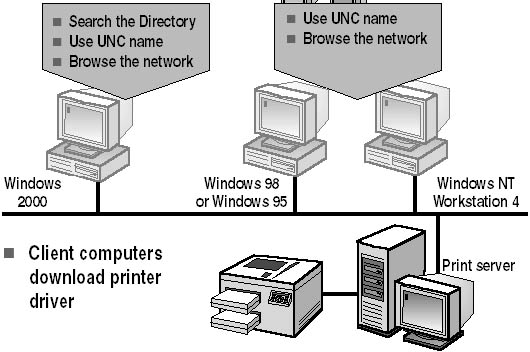 Search the Directory
Use UNC name
Browse the network
Use UNC name
Browse the network
Windows
2000
Windows 98
or Windows 95
Windows NT
Workstation 4
Client computers
download printer
driver
Print server